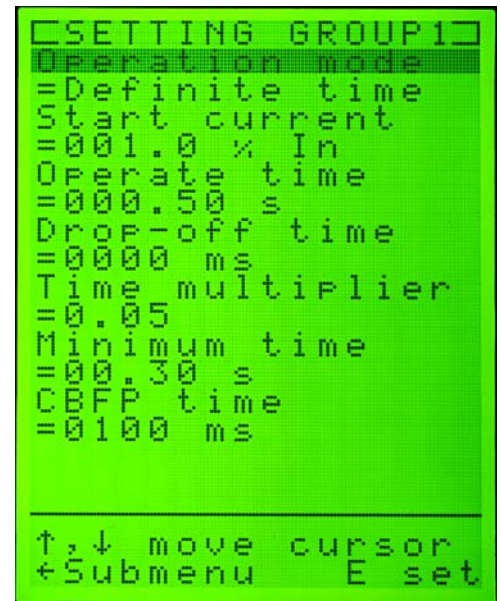 SETTING GROUP1
Operation mode
=Definite time
Start current
=001.0 % In
Operate time
=000.50 s
Drop-off time
=0000 ms
Time multiplier
=0.05
Minimum time
=00.30 s
CBFP time
=0100 ms
↑,↓ move cursor
←Submenu E set